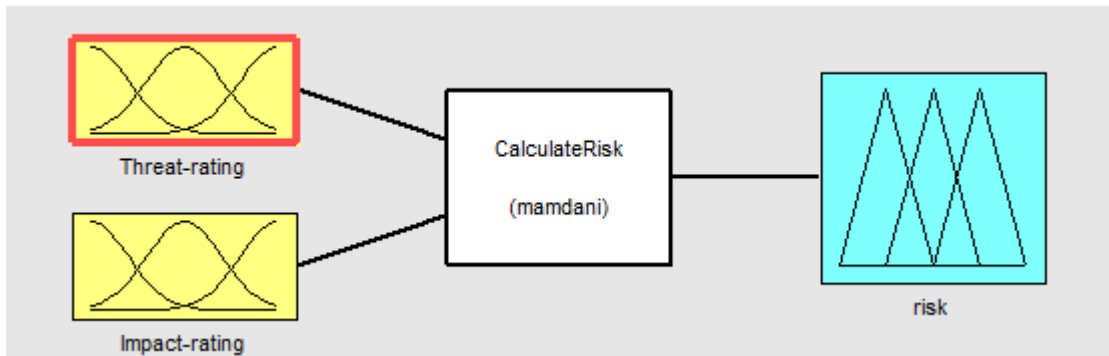 Threat-rating
Impact-rating
CalculateRisk
(mamdani)
risk